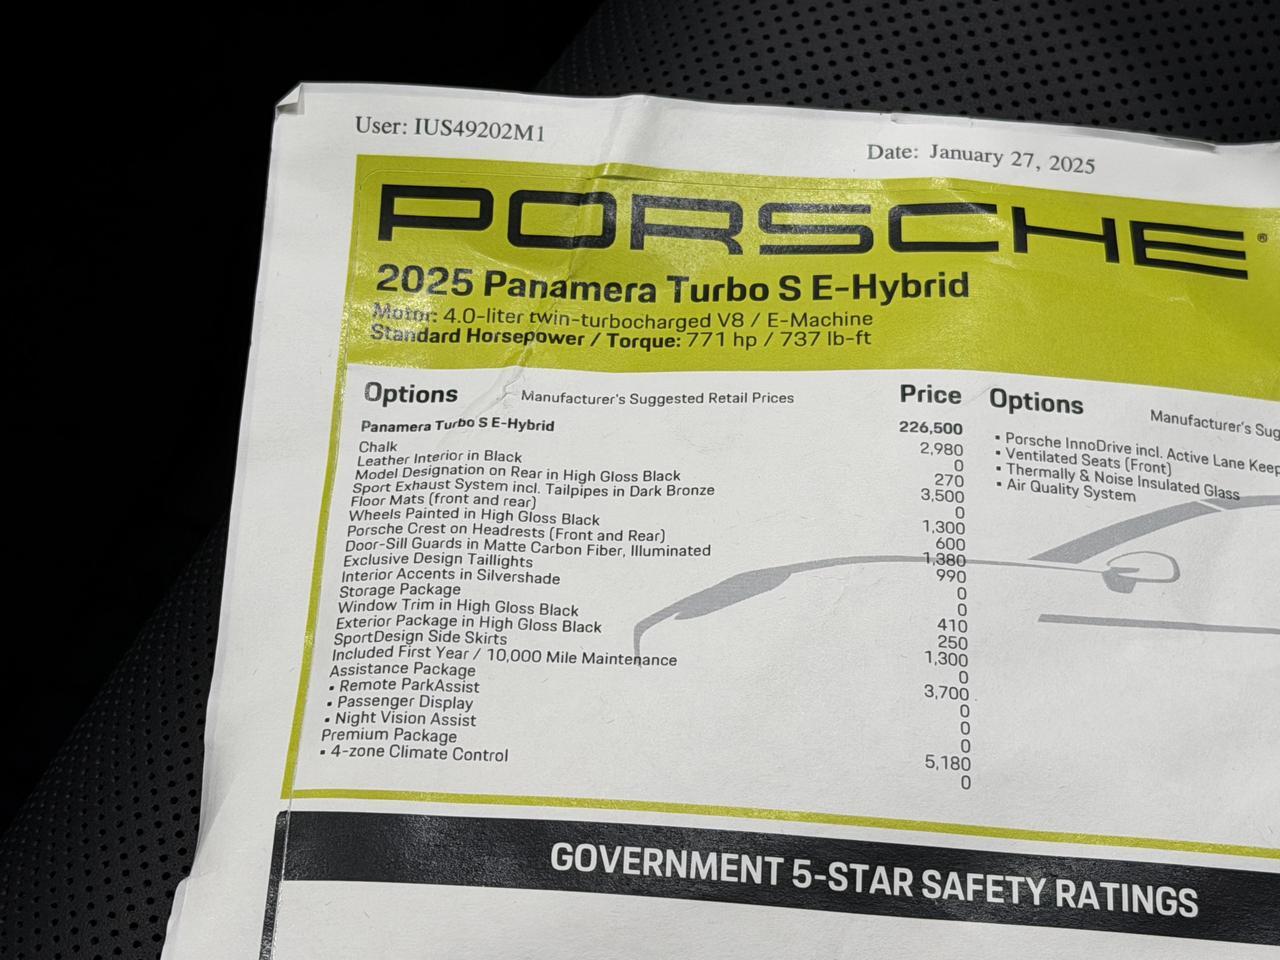 User: IUS49202M1
Date: January 27, 2025
PORSCHE®
2025 Panamera Turbo S E-Hybrid
Motor: 4.0-liter twin-turbocharged V8 / E-Machine
Standard Horsepower / Torque: 771 hp / 737 lb-ft
Options Manufacturer's Suggested Retail Prices Price
Panamera Turbo S E-Hybrid 226,500
Chalk 2,980
Leather Interior in Black 0
Model Designation on Rear in High Gloss Black 270
Sport Exhaust System incl. Tailpipes in Dark Bronze 3,500
Floor Mats (front and rear) 0
Wheels Painted in High Gloss Black 1,300
Porsche Crest on Headrests (Front and Rear) 600
Door-Sill Guards in Matte Carbon Fiber, Illuminated 1,380
Exclusive Design Taillights 990
Interior Accents in Silvershade 0
Storage Package 0
Window Trim in High Gloss Black 410
Exterior Package in High Gloss Black 250
SportDesign Side Skirts 1,300
Included First Year / 10,000 Mile Maintenance 0
Assistance Package 3,700
• Remote ParkAssist 0
• Passenger Display 0
• Night Vision Assist 0
Premium Package 5,180
• 4-zone Climate Control 0
Options Manufacturer's Sug
• Porsche InnoDrive incl. Active Lane Keep
• Ventilated Seats (Front)
• Thermally & Noise Insulated Glass
• Air Quality System
GOVERNMENT 5-STAR SAFETY RATINGS